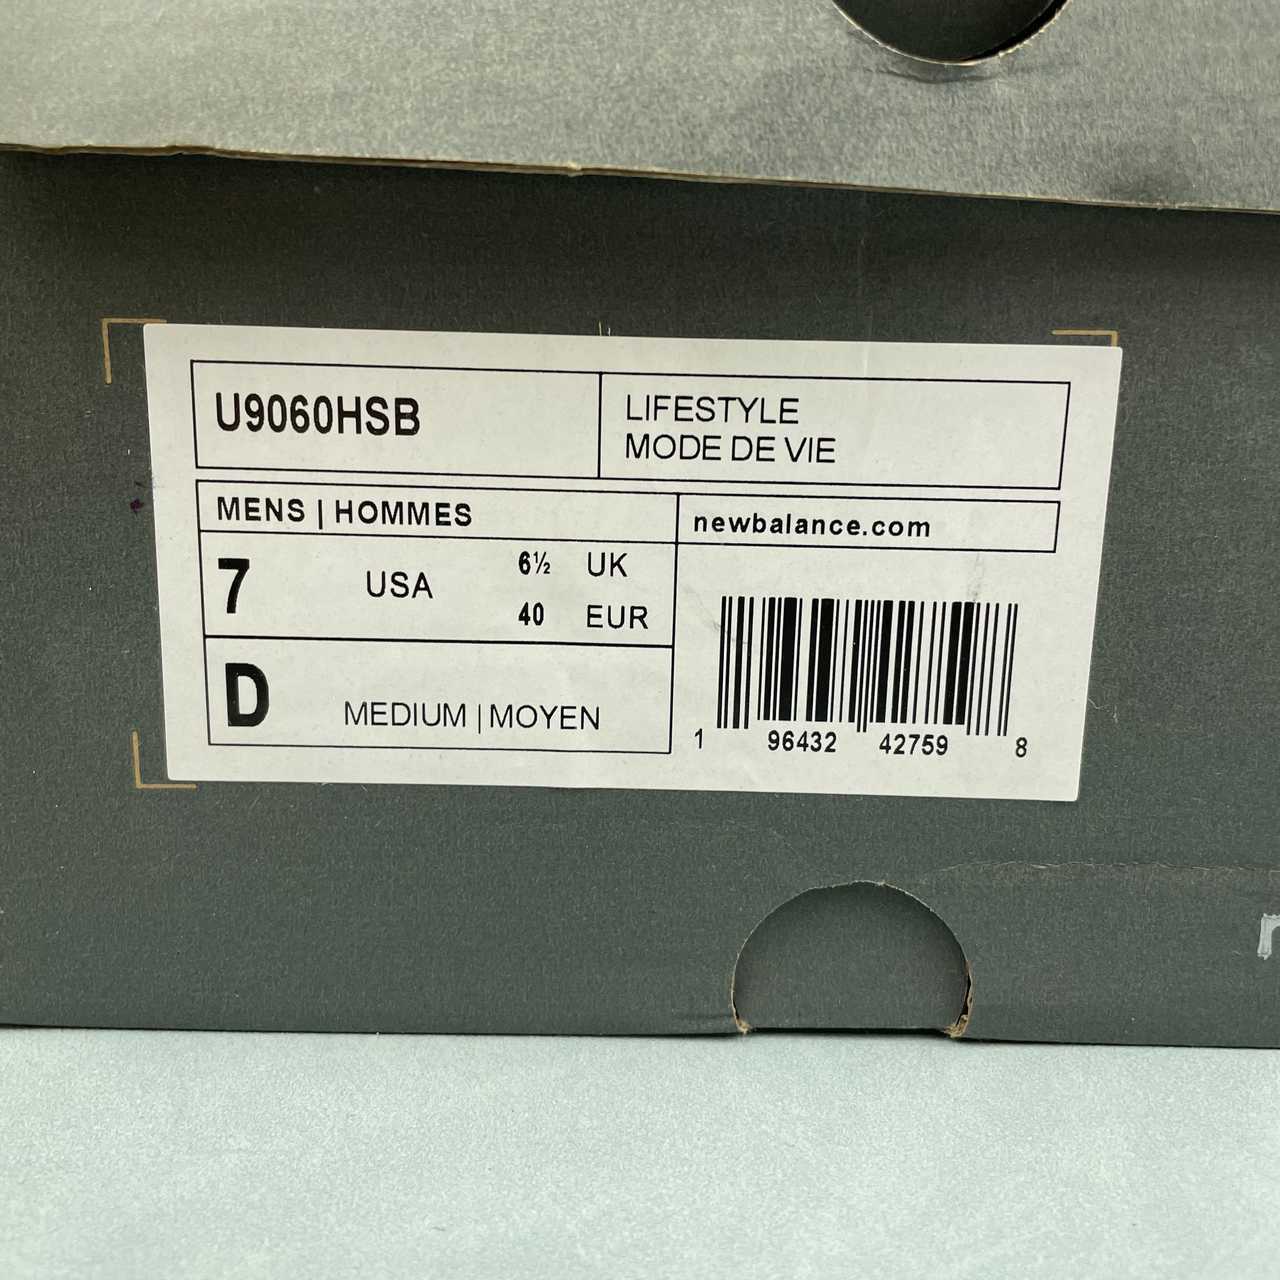 U9060HSB
LIFESTYLE
MODE DE VIE
MENS | HOMMES
newbalance.com
7 USA
6½ UK
40 EUR
D MEDIUM | MOYEN
1 96432 42759 8